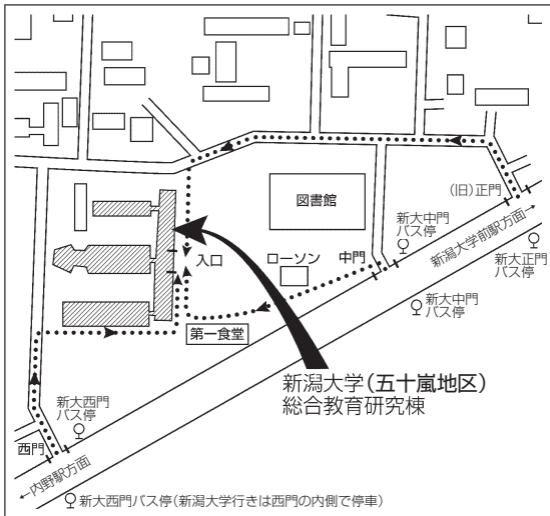 (旧)正門
図書館
新大中門
バス停
新潟大学前駅方面→
新大正門
バス停
入口
ローソン
中門
新大中門
バス停
第一食堂
新潟大学(五十嵐地区)
総合教育研究棟
新大西門
バス停
西門
←内野駅方面
新大西門バス停(新潟大学行きは西門の内側で停車)